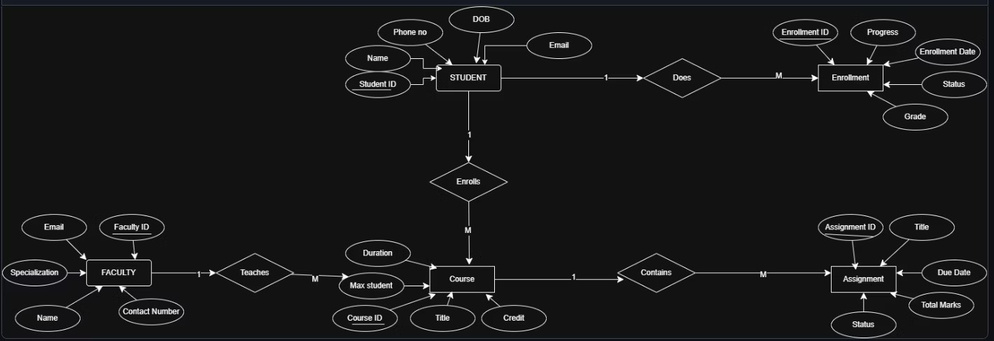 DOB
Phone no
Enrollment ID
Progress
Email
Name
Enrollment Date
STUDENT
1
Does
M
Enrollment
Student ID
Status
Grade
1
Enrolls
Email
Faculty ID
M
Assignment ID
Title
Duration
Specialization
FACULTY
1
Teaches
M
Max student
Course
1
Contains
M
Assignment
Due Date
Total Marks
Name
Contact Number
Course ID
Title
Credit
Status